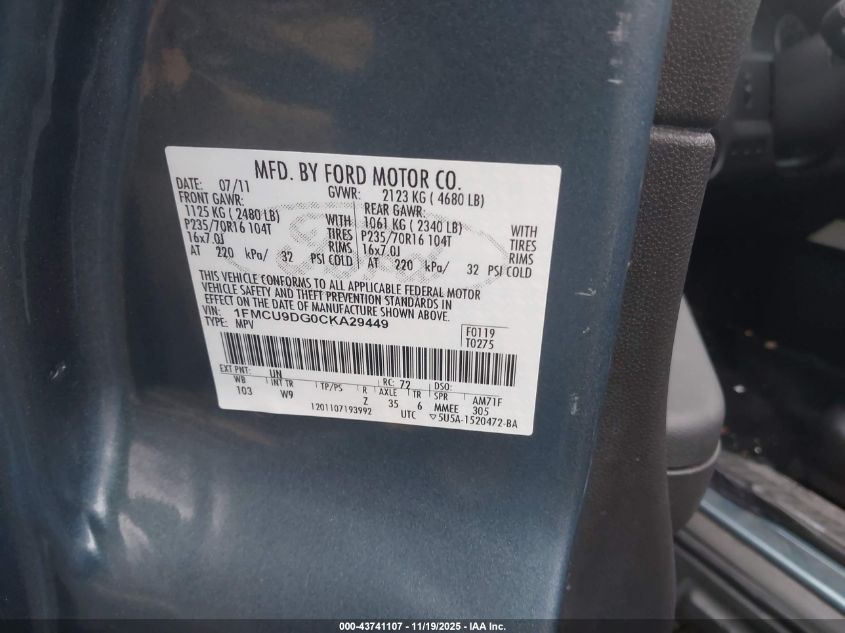 MFD. BY FORD MOTOR CO.
DATE: 07/11 GVWR: 2123 KG ( 4680 LB)
FRONT GAWR: REAR GAWR:
1125 KG ( 2480 LB) WITH 1061 KG ( 2340 LB) WITH
P235/70R16 104T TIRES P235/70R16 104T TIRES
16x7.0J RIMS 16x7.0J RIMS
AT 220 kPa/ 32 PSI COLD AT 220 kPa/ 32 PSI COLD
THIS VEHICLE CONFORMS TO ALL APPLICABLE FEDERAL MOTOR
VEHICLE SAFETY AND THEFT PREVENTION STANDARDS IN
EFFECT ON THE DATE OF MANUFACTURE SHOWN ABOVE.
VIN: 1FMCU9DG0CKA29449 F0119
TYPE: MPV T0275
EXT PNT: UN RC: 72 DSO:
WB INT TR TP/PS R AXLE TR SPR AM71F
103 W9 Z 35 6 MMEE 305
1201107193992 UTC ▽5U5A-1520472-BA
000-43741107 - 11/19/2025 - IAA Inc.